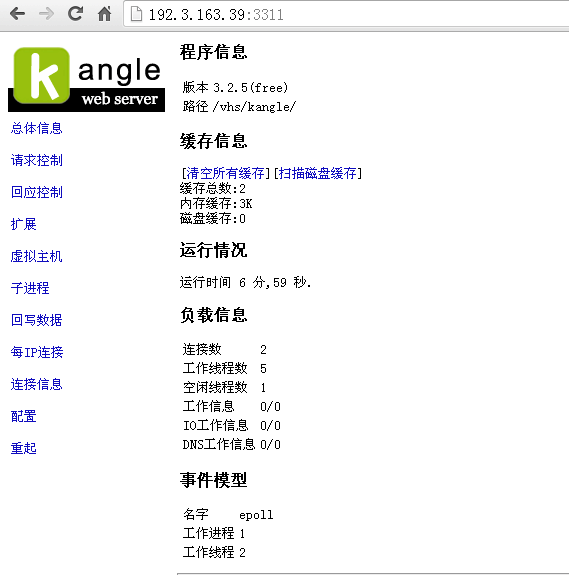 192.3.163.39:3311
k angle
web server
总体信息
请求控制
回应控制
扩展
虚拟主机
子进程
回写数据
每IP连接
连接信息
配置
重起
程序信息
版本 3.2.5(free)
路径 /vhs/kangle/
缓存信息
[清空所有缓存] [扫描磁盘缓存]
缓存总数:2
内存缓存:3K
磁盘缓存:0
运行情况
运行时间 6 分,59 秒.
负载信息
连接数 2
工作线程数 5
空闲线程数 1
工作信息 0/0
IO工作信息 0/0
DNS工作信息 0/0
事件模型
名字 epoll
工作进程 1
工作线程 2